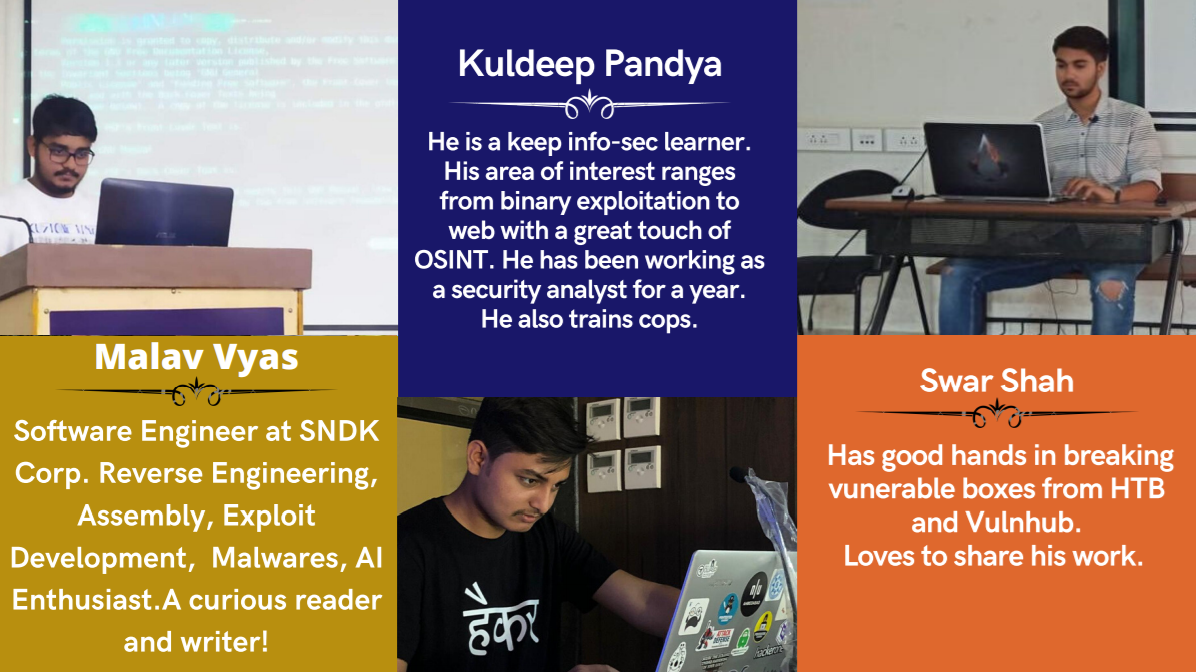 Malav Vyas
Software Engineer at SNDK
Corp. Reverse Engineering,
Assembly, Exploit
Development,  Malwares, AI
Enthusiast.A curious reader
and writer!
Kuldeep Pandya
He is a keep info-sec learner.
His area of interest ranges
from binary exploitation to
web with a great touch of
OSINT. He has been working as
a security analyst for a year.
He also trains cops.
हैकर
ATTACK
DEFENSE
hackerone
Swar Shah
Has good hands in breaking
vunerable boxes from HTB
and Vulnhub.
Loves to share his work.